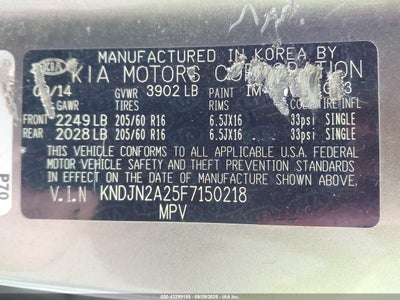 MANUFACTURED IN KOREA BY
KIA MOTORS CORPORATION
/14 GVWR 3902 LB PAINT
GAWR TIRES RIMS COLD TIRE INFL
FRONT 2249 LB 205/60 R16 6.5JX16 33psi SINGLE
REAR 2028 LB 205/60 R16 6.5JX16 33psi SINGLE
THIS VEHICLE CONFORMS TO ALL APPLICABLE U.S.A. FEDERAL
MOTOR VEHICLE SAFETY, BUMPER, AND THEFT PREVENTION
STANDARDS IN EFFECT ON THE DATE OF MANUFACTURE
SHOWN ABOVE.
V.I.N KNDJN2A25F7150218
MPV
P70